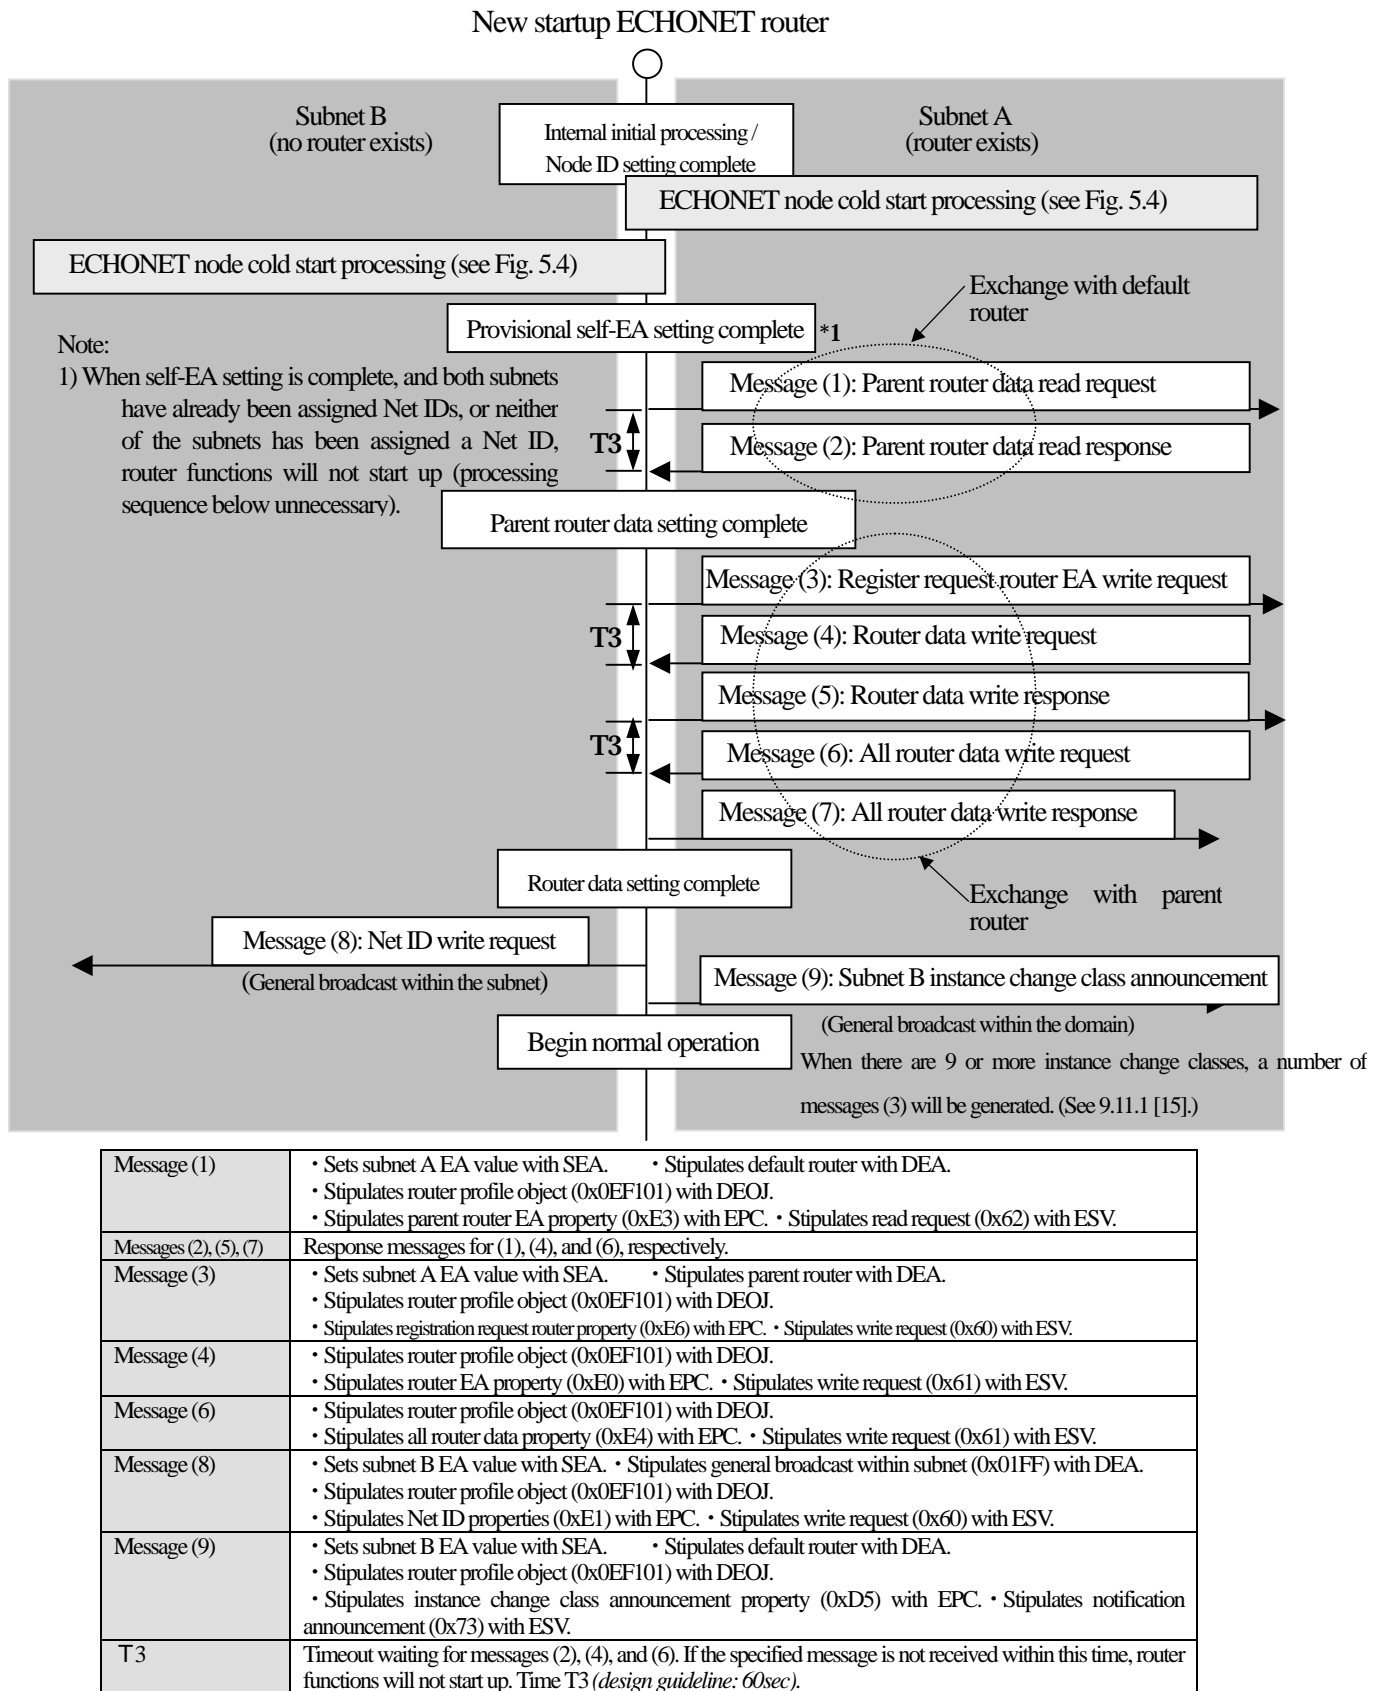 New startup ECHONET router
Subnet B
(no router exists)
Internal initial processing /
Node ID setting complete
Subnet A
(router exists)
ECHONET node cold start processing (see Fig. 5.4)
ECHONET node cold start processing (see Fig. 5.4)
Exchange with default
router
Provisional self-EA setting complete *1
Note:
1) When self-EA setting is complete, and both subnets
have already been assigned Net IDs, or neither
of the subnets has been assigned a Net ID,
router functions will not start up (processing
sequence below unnecessary).
Message (1): Parent router data read request
T3
Message (2): Parent router data read response
Parent router data setting complete
Message (3): Register request router EA write request
T3
Message (4): Router data write request
Message (5): Router data write response
T3
Message (6): All router data write request
Message (7): All router data write response
Router data setting complete
Exchange with parent
router
Message (8): Net ID write request
(General broadcast within the subnet)
Message (9): Subnet B instance change class announcement
(General broadcast within the domain)
Begin normal operation
When there are 9 or more instance change classes, a number of
messages (3) will be generated. (See 9.11.1 [15].)
Message (1)
・Sets subnet A EA value with SEA. ・Stipulates default router with DEA.
・Stipulates router profile object (0x0EF101) with DEOJ.
・Stipulates parent router EA property (0xE3) with EPC. ・Stipulates read request (0x62) with ESV.
Messages (2), (5), (7)
Response messages for (1), (4), and (6), respectively.
Message (3)
・Sets subnet A EA value with SEA. ・Stipulates parent router with DEA.
・Stipulates router profile object (0x0EF101) with DEOJ.
・Stipulates registration request router property (0xE6) with EPC. ・Stipulates write request (0x60) with ESV.
Message (4)
・Stipulates router profile object (0x0EF101) with DEOJ.
・Stipulates router EA property (0xE0) with EPC. ・Stipulates write request (0x61) with ESV.
Message (6)
・Stipulates router profile object (0x0EF101) with DEOJ.
・Stipulates all router data property (0xE4) with EPC. ・Stipulates write request (0x61) with ESV.
Message (8)
・Sets subnet B EA value with SEA. ・Stipulates general broadcast within subnet (0x01FF) with DEA.
・Stipulates router profile object (0x0EF101) with DEOJ.
・Stipulates Net ID properties (0xE1) with EPC. ・Stipulates write request (0x60) with ESV.
Message (9)
・Sets subnet B EA value with SEA. ・Stipulates default router with DEA.
・Stipulates router profile object (0x0EF101) with DEOJ.
・Stipulates instance change class announcement property (0xD5) with EPC. ・Stipulates notification
announcement (0x73) with ESV.
T3
Timeout waiting for messages (2), (4), and (6). If the specified message is not received within this time, router
functions will not start up. Time T3 (design guideline: 60sec).